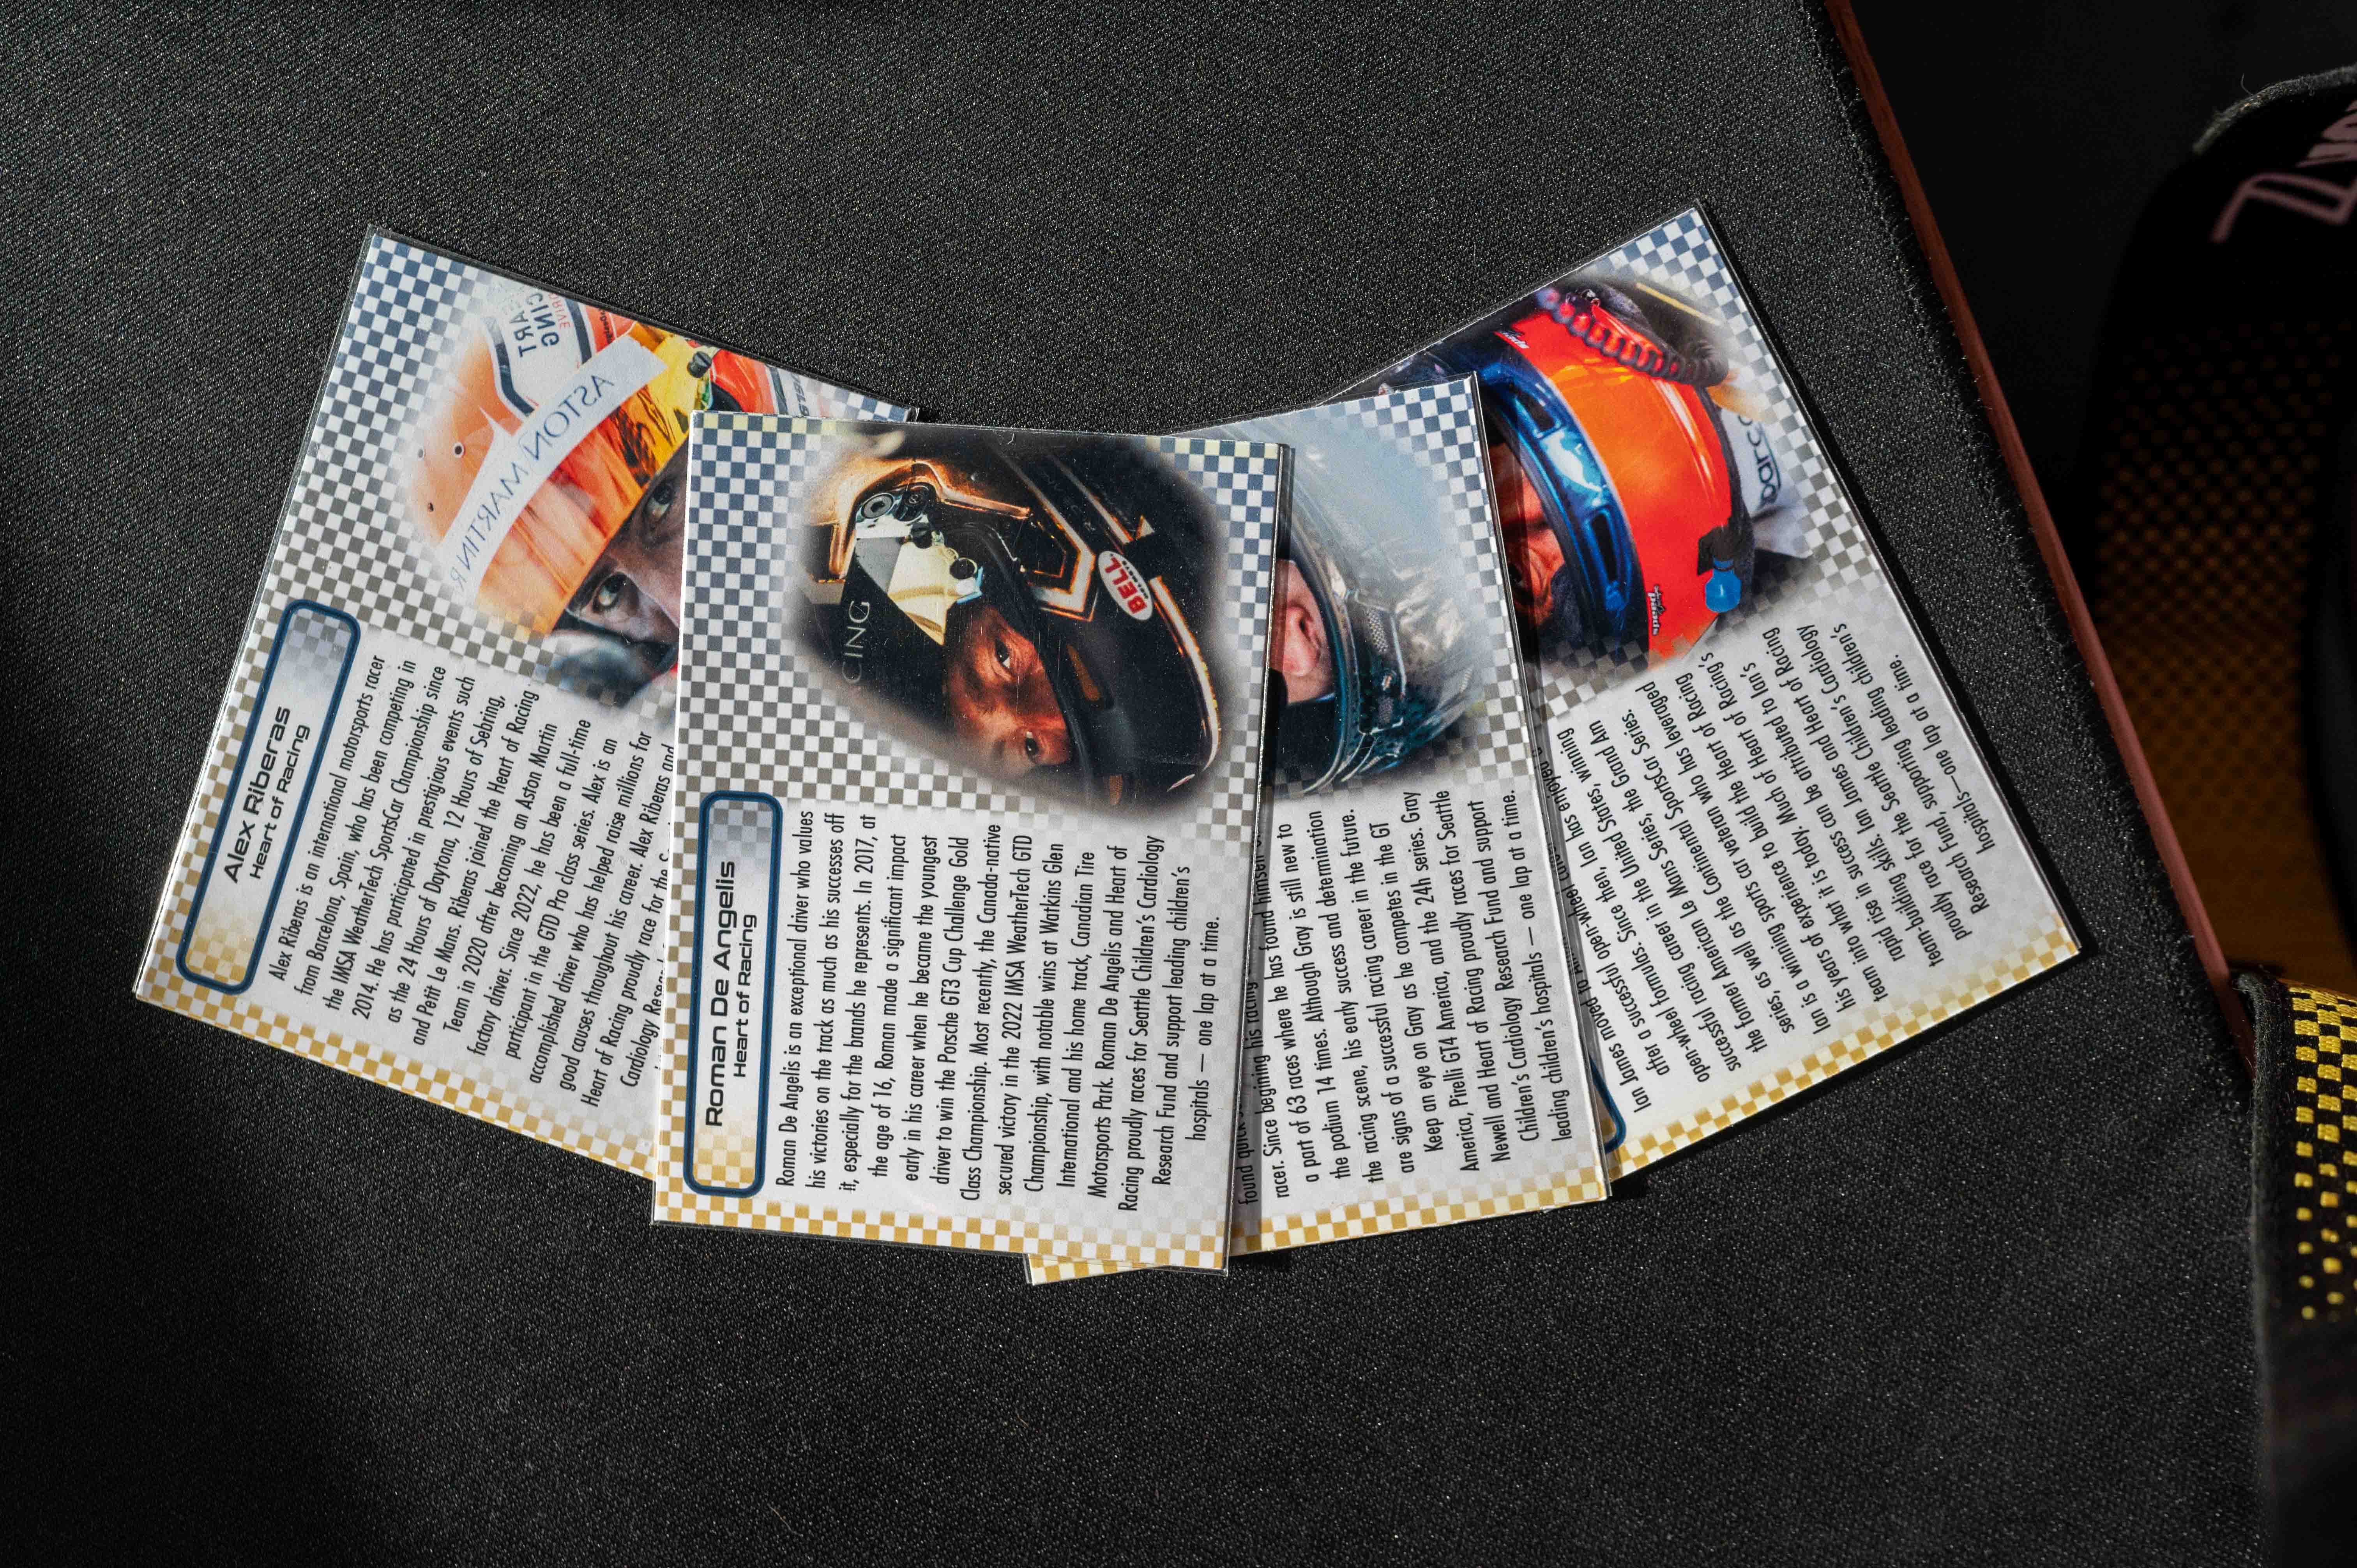 Alex Riberas
Heart of Racing
Alex Riberas is an international motorsports racer
from Barcelona, Spain, who has been competing in
the IMSA WeatherTech SportsCar Championship since
2014. He has participated in prestigious events such
as the 24 Hours of Daytona, 12 Hours of Sebring,
and Petit Le Mans. Riberas joined the Heart of Racing
Team in 2020 after becoming an Aston Martin
factory driver. Since 2022, he has been a full-time
participant in the GTD Pro class series. Alex is an
accomplished driver who has helped raise millions for
good causes throughout his career. Alex Riberas and
Heart of Racing proudly race for the
Cardiology
ASTON MARTIN
Roman De Angelis
Heart of Racing
Roman De Angelis is an exceptional driver who values
his victories on the track as much as his successes off
it, especially for the brands he represents. In 2017, at
the age of 16, Roman made a significant impact
early in his career when he became the youngest
driver to win the Porsche GT3 Cup Challenge Gold
Class Championship. Most recently, the Canada-native
secured victory in the 2022 IMSA WeatherTech GTD
Championship, with notable wins at Watkins Glen
International and his home track, Canadian Tire
Motorsports Park. Roman De Angelis and Heart of
Racing proudly races for Seattle Children's Cardiology
Research Fund and support leading children's
hospitals — one lap at a time.
CING
BELL
found quick
racer. Since begining his racing
a part of 63 races where he has found himself on
the podium 14 times. Although Gray is still new to
the racing scene, his early success and determination
are signs of a successful racing career in the future.
Keep an eye on Gray as he competes in the GT
America, Pirelli GT4 America, and the 24h series. Gray
Newell and Heart of Racing proudly races for Seattle
Children's Cardiology Research Fund and support
leading children's hospitals — one lap at a time.
Ian James moved to
after a successful open-wheel
open-wheel formulas. Since then, Ian has enjoyed
successful racing career in the United States, winning
the former American Le Mans Series, the Grand Am
series, as well as the Continental SportsCar Series.
Ian is a winning sports car veteran who has leveraged
his years of experience to build the Heart of Racing
team into what it is today. Much of Heart of Racing's
rapid rise in success can be attributed to Ian's
team-building skills. Ian James and Heart of Racing
proudly race for the Seattle Children's Cardiology
Research Fund, supporting leading children's
hospitals—one lap at a time.